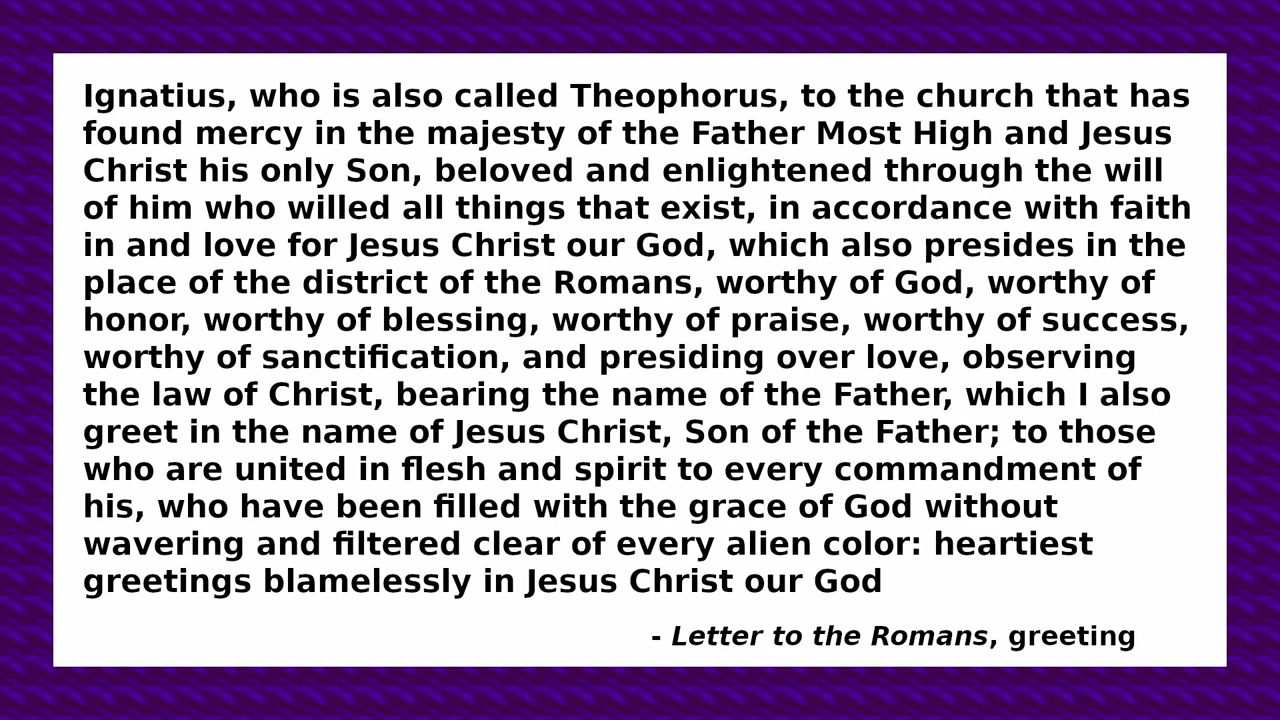 Ignatius, who is also called Theophorus, to the church that has
found mercy in the majesty of the Father Most High and Jesus
Christ his only Son, beloved and enlightened through the will
of him who willed all things that exist, in accordance with faith
in and love for Jesus Christ our God, which also presides in the
place of the district of the Romans, worthy of God, worthy of
honor, worthy of blessing, worthy of praise, worthy of success,
worthy of sanctification, and presiding over love, observing
the law of Christ, bearing the name of the Father, which I also
greet in the name of Jesus Christ, Son of the Father; to those
who are united in flesh and spirit to every commandment of
his, who have been filled with the grace of God without
wavering and filtered clear of every alien color: heartiest
greetings blamelessly in Jesus Christ our God
- Letter to the Romans, greeting